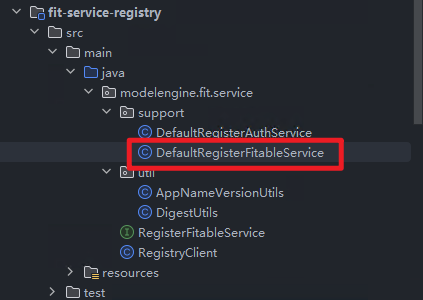 fit-service-registry
src
main
java
modelengine.fit.service
support
DefaultRegisterAuthService
DefaultRegisterFitableService
util
AppNameVersionUtils
DigestUtils
RegisterFitableService
RegistryClient
resources
test